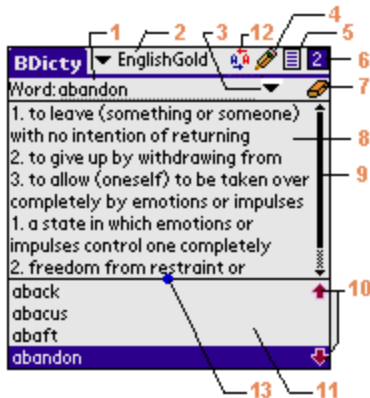 1 2 3 12 4
5
BDicty EnglishGold 2 6
Word: abandon 7
1. to leave (something or someone)
with no intention of returning 8
2. to give up by withdrawing from
3. to allow (oneself) to be taken over 9
completely by emotions or impulses
1. a state in which emotions or
impulses control one completely
2. freedom from restraint or
aback 10
abacus
abaft
abandon
13 11